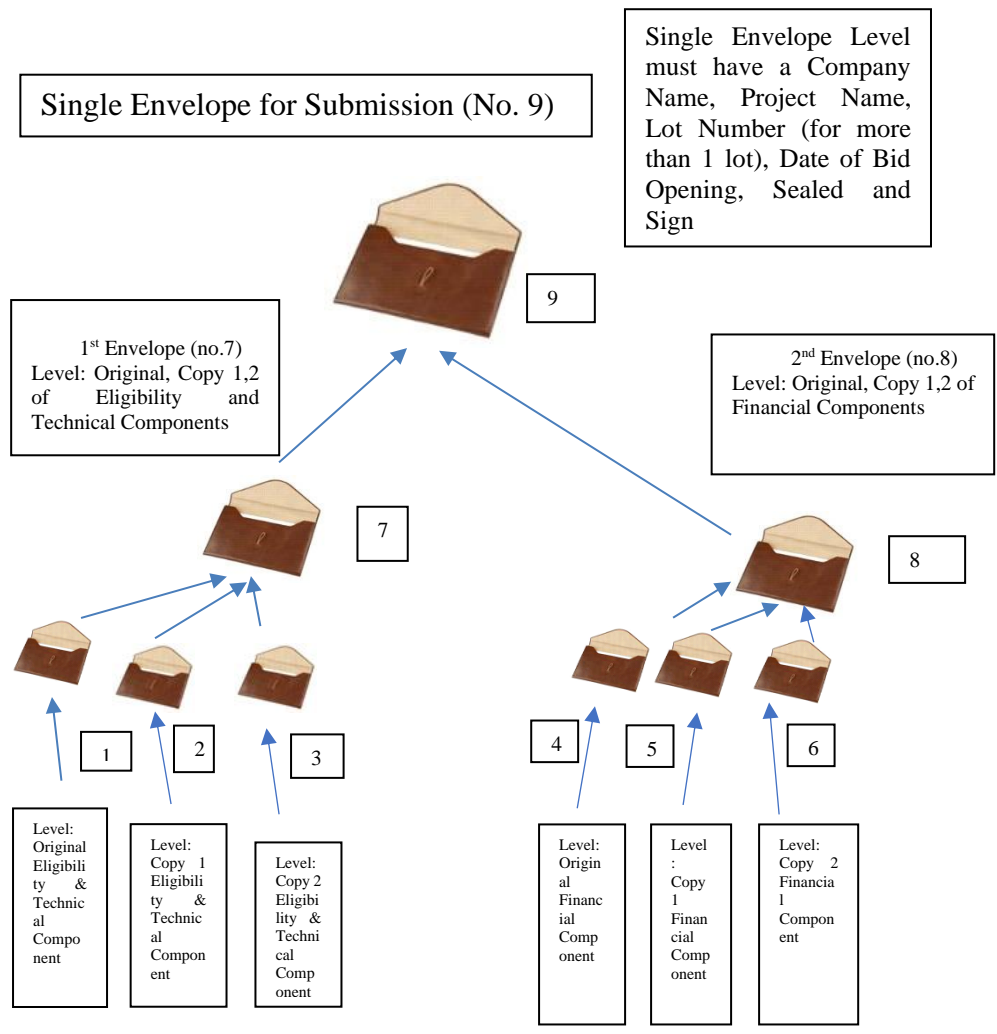 Single Envelope for Submission (No. 9)
Single Envelope Level
must have a Company
Name, Project Name,
Lot Number (for more
than 1 lot), Date of Bid
Opening, Sealed and
Sign
9
1st Envelope (no.7)
Level: Original, Copy 1,2
of Eligibility and
Technical Components
2nd Envelope (no.8)
Level: Original, Copy 1,2 of
Financial Components
7
8
1
2
3
4
5
6
Level:
Original
Eligibili
ty &
Technic
al
Compo
nent
Level:
Copy 1
Eligibili
ty &
Technic
al
Compon
ent
Level:
Copy 2
Eligibi
lity &
Techni
cal
Comp
onent
Level:
Origin
al
Financ
ial
Comp
onent
Level
:
Copy
1
Finan
cial
Comp
onent
Level:
Copy 2
Financia
l
Compon
ent